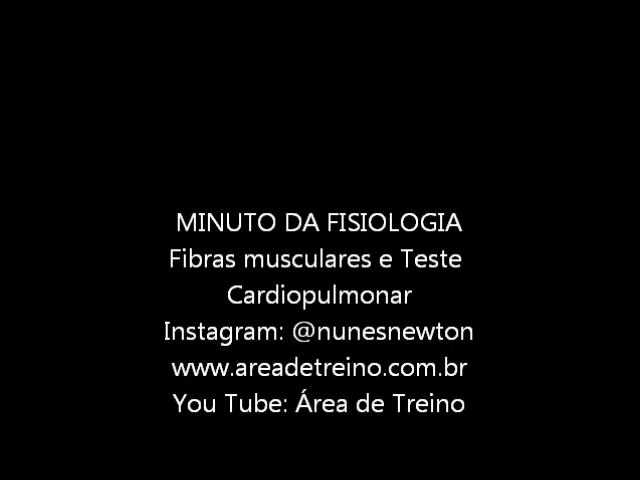 MINUTO DA FISIOLOGIA
Fibras musculares e Teste
Cardiopulmonar
Instagram: @nunesnewton
www.areadetreino.com.br
You Tube: Área de Treino